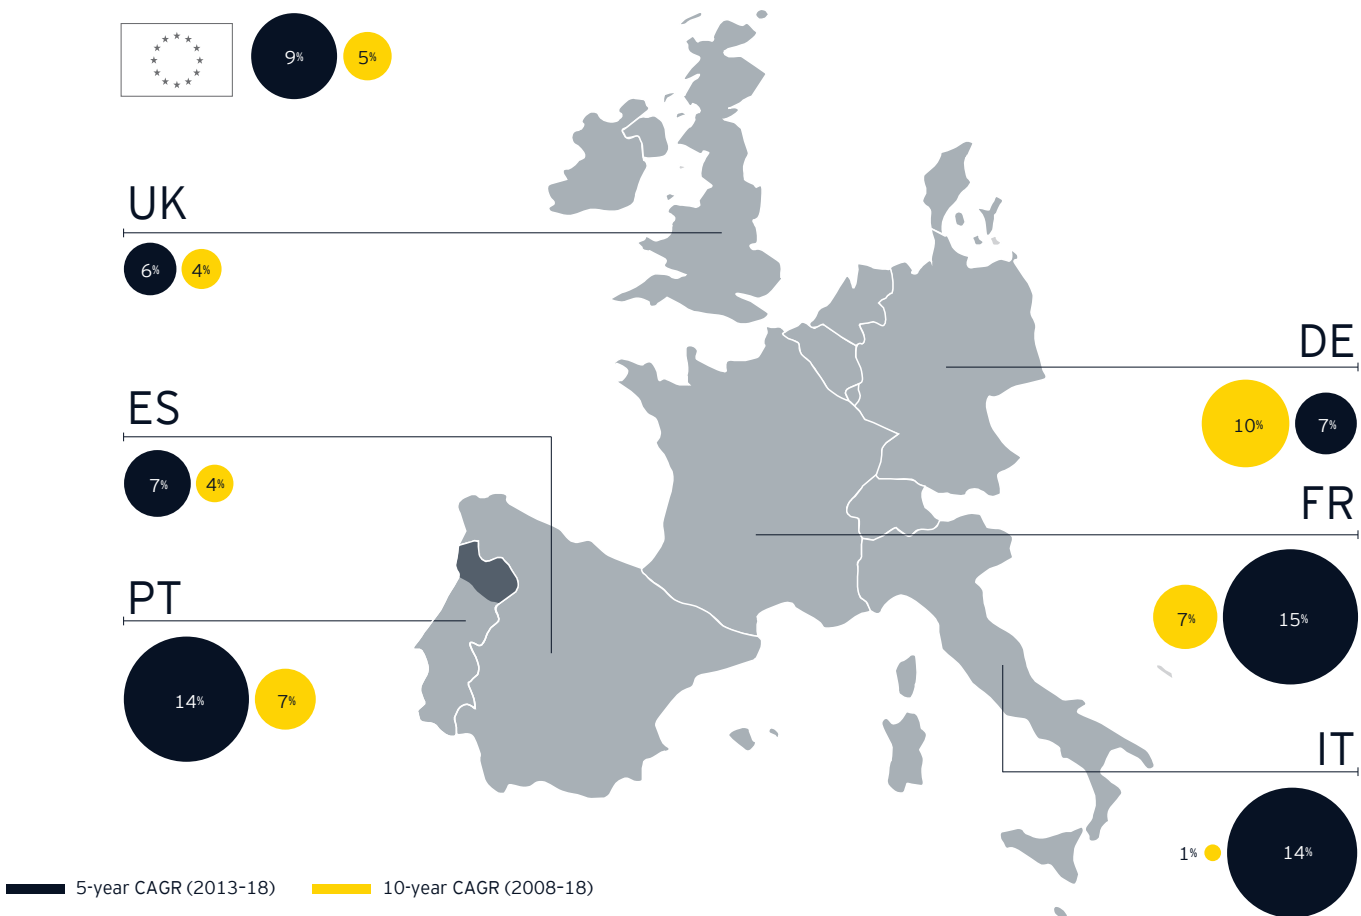 9% 5%
UK
6% 4%
DE
10% 7%
ES
7% 4%
FR
7% 15%
PT
14% 7%
IT
1% 14%
5-year CAGR (2013–18) 10-year CAGR (2008–18)